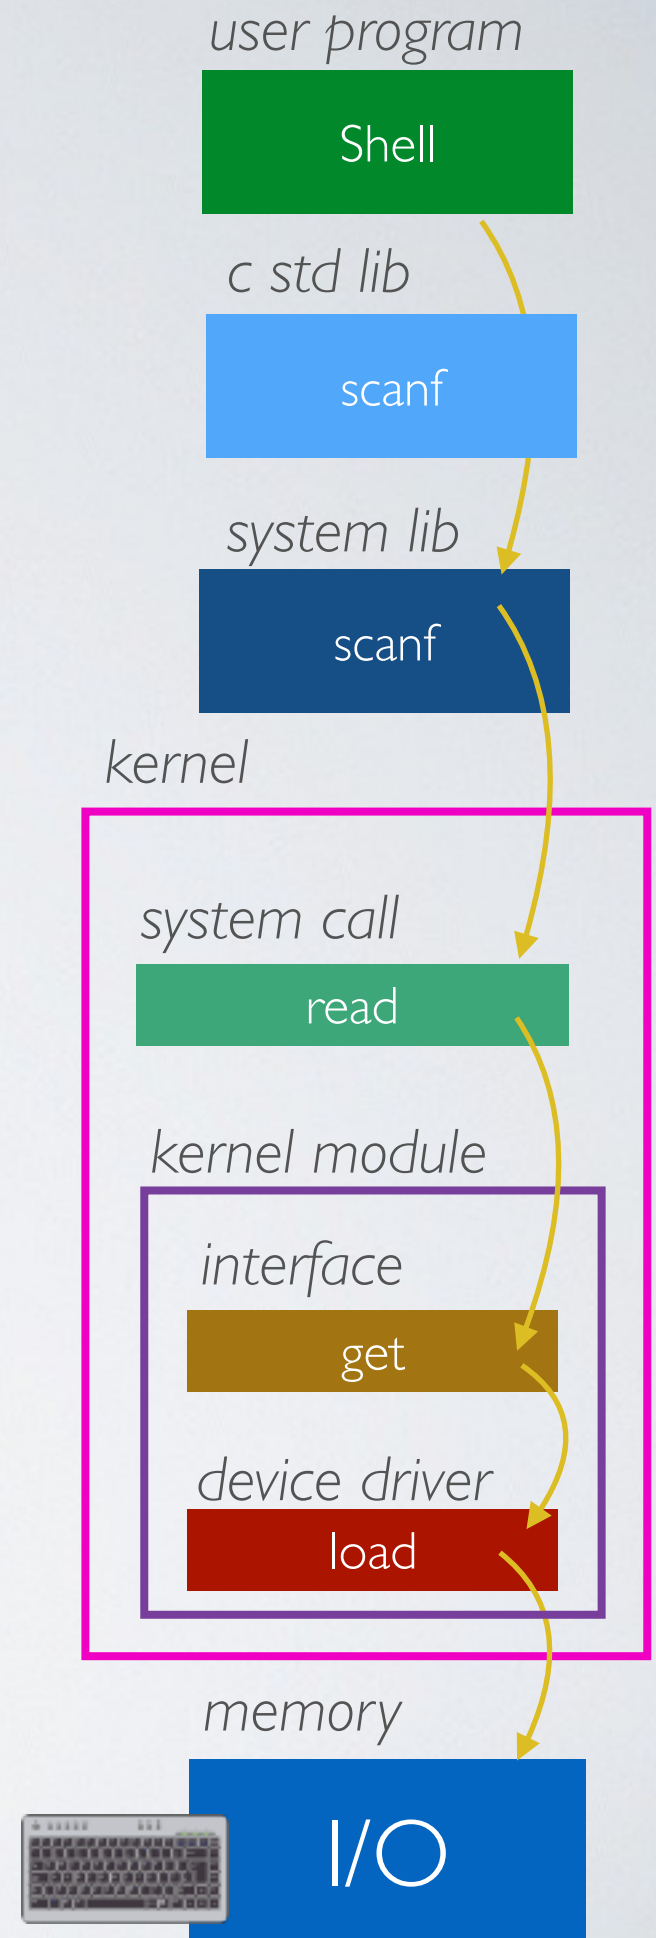 user program
Shell
c std lib
scanf
system lib
scanf
kernel
system call
read
kernel module
interface
get
device driver
load
memory
I/O